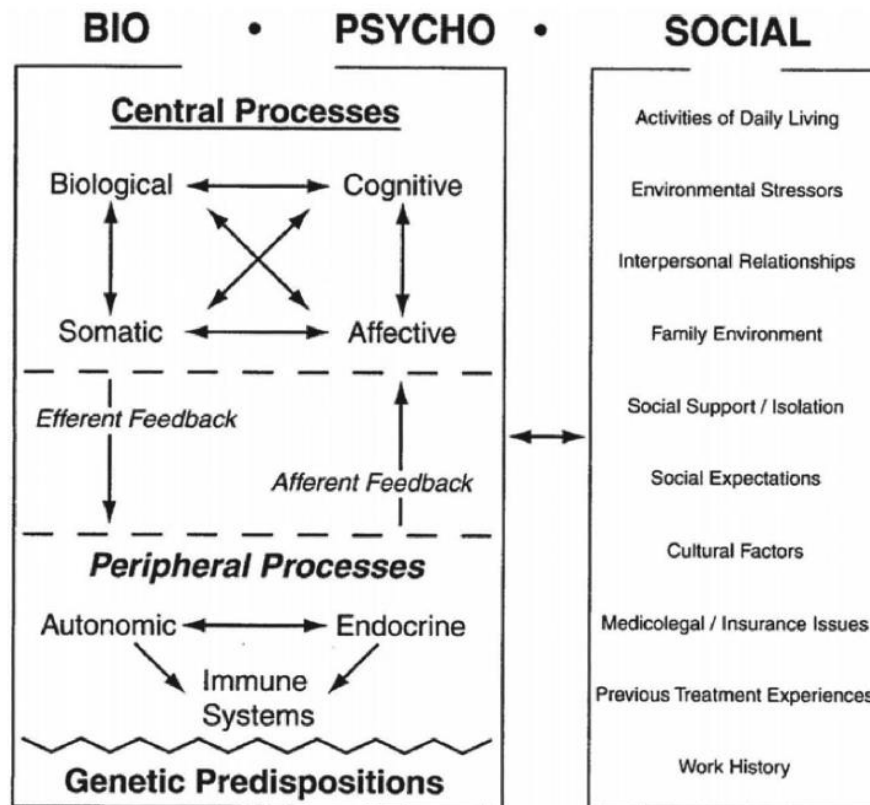 BIO • PSYCHO • SOCIAL
Central Processes
Biological Cognitive
Somatic Affective
Efferent Feedback
Afferent Feedback
Peripheral Processes
Autonomic Endocrine
Immune
Systems
Genetic Predispositions
Activities of Daily Living
Environmental Stressors
Interpersonal Relationships
Family Environment
Social Support / Isolation
Social Expectations
Cultural Factors
Medicolegal / Insurance Issues
Previous Treatment Experiences
Work History